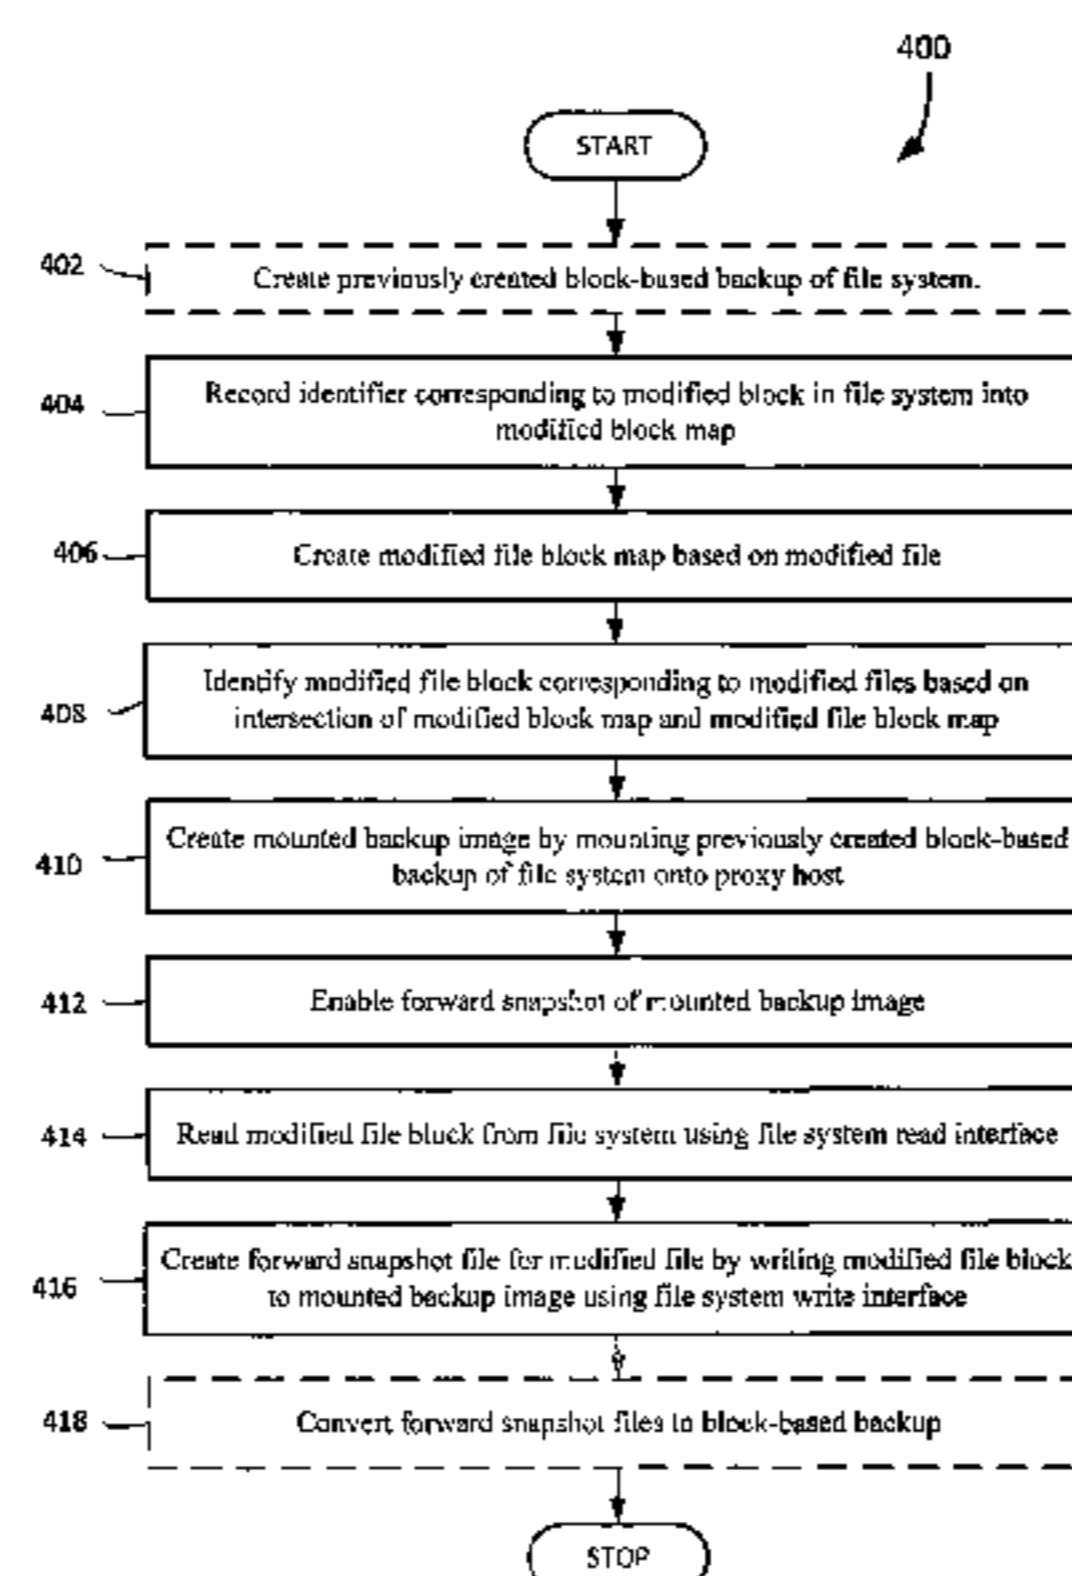 400
START
402
Create previously created block-based backup of file system.
404
Record identifier corresponding to modified block in file system into
modified block map
406
Create modified file block map based on modified file
408
Identify modified file block corresponding to modified files based on
intersection of modified block map and modified file block map
410
Create mounted backup image by mounting previously created block-based
backup of file system onto proxy host
412
Enable forward snapshot of mounted backup image
414
Read modified file block from file system using file system read interface
416
Create forward snapshot file for modified file by writing modified file block
to mounted backup image using file system write interface
418
Convert forward snapshot files to block-based backup
STOP